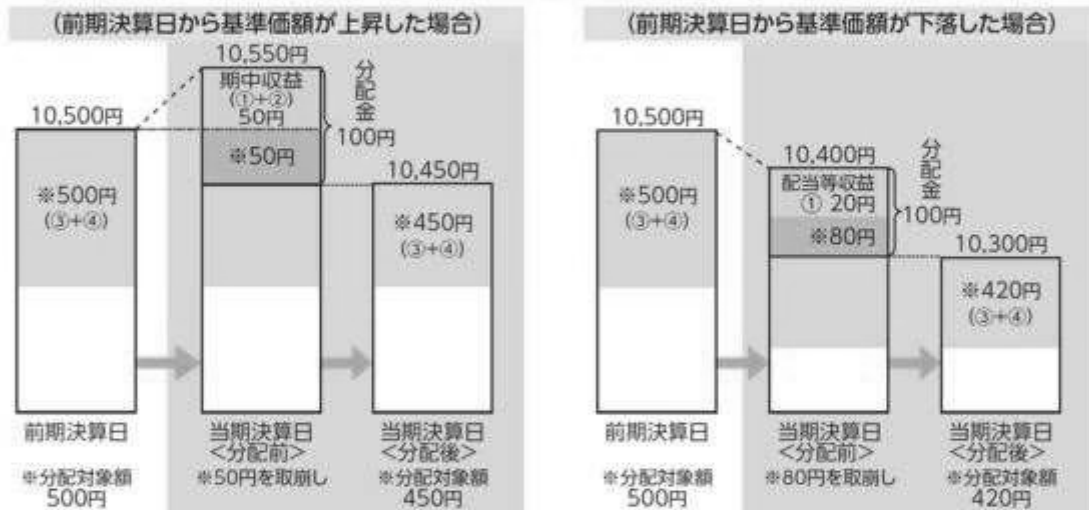 (前期決算日から基準価額が上昇した場合)
10,550円
期中収益
(①+②)
50円
※50円
分配金
100円
10,500円
※500円
(③+④)
10,450円
※450円
(③+④)
前期決算日
当期決算日
<分配前>
当期決算日
<分配後>
※分配対象額
500円
※50円を取崩し
※分配対象額
450円
(前期決算日から基準価額が下落した場合)
10,500円
※500円
(③+④)
10,400円
配当等収益
① 20円
※80円
分配金
100円
10,300円
※420円
(③+④)
前期決算日
当期決算日
<分配前>
当期決算日
<分配後>
※分配対象額
500円
※80円を取崩し
※分配対象額
420円